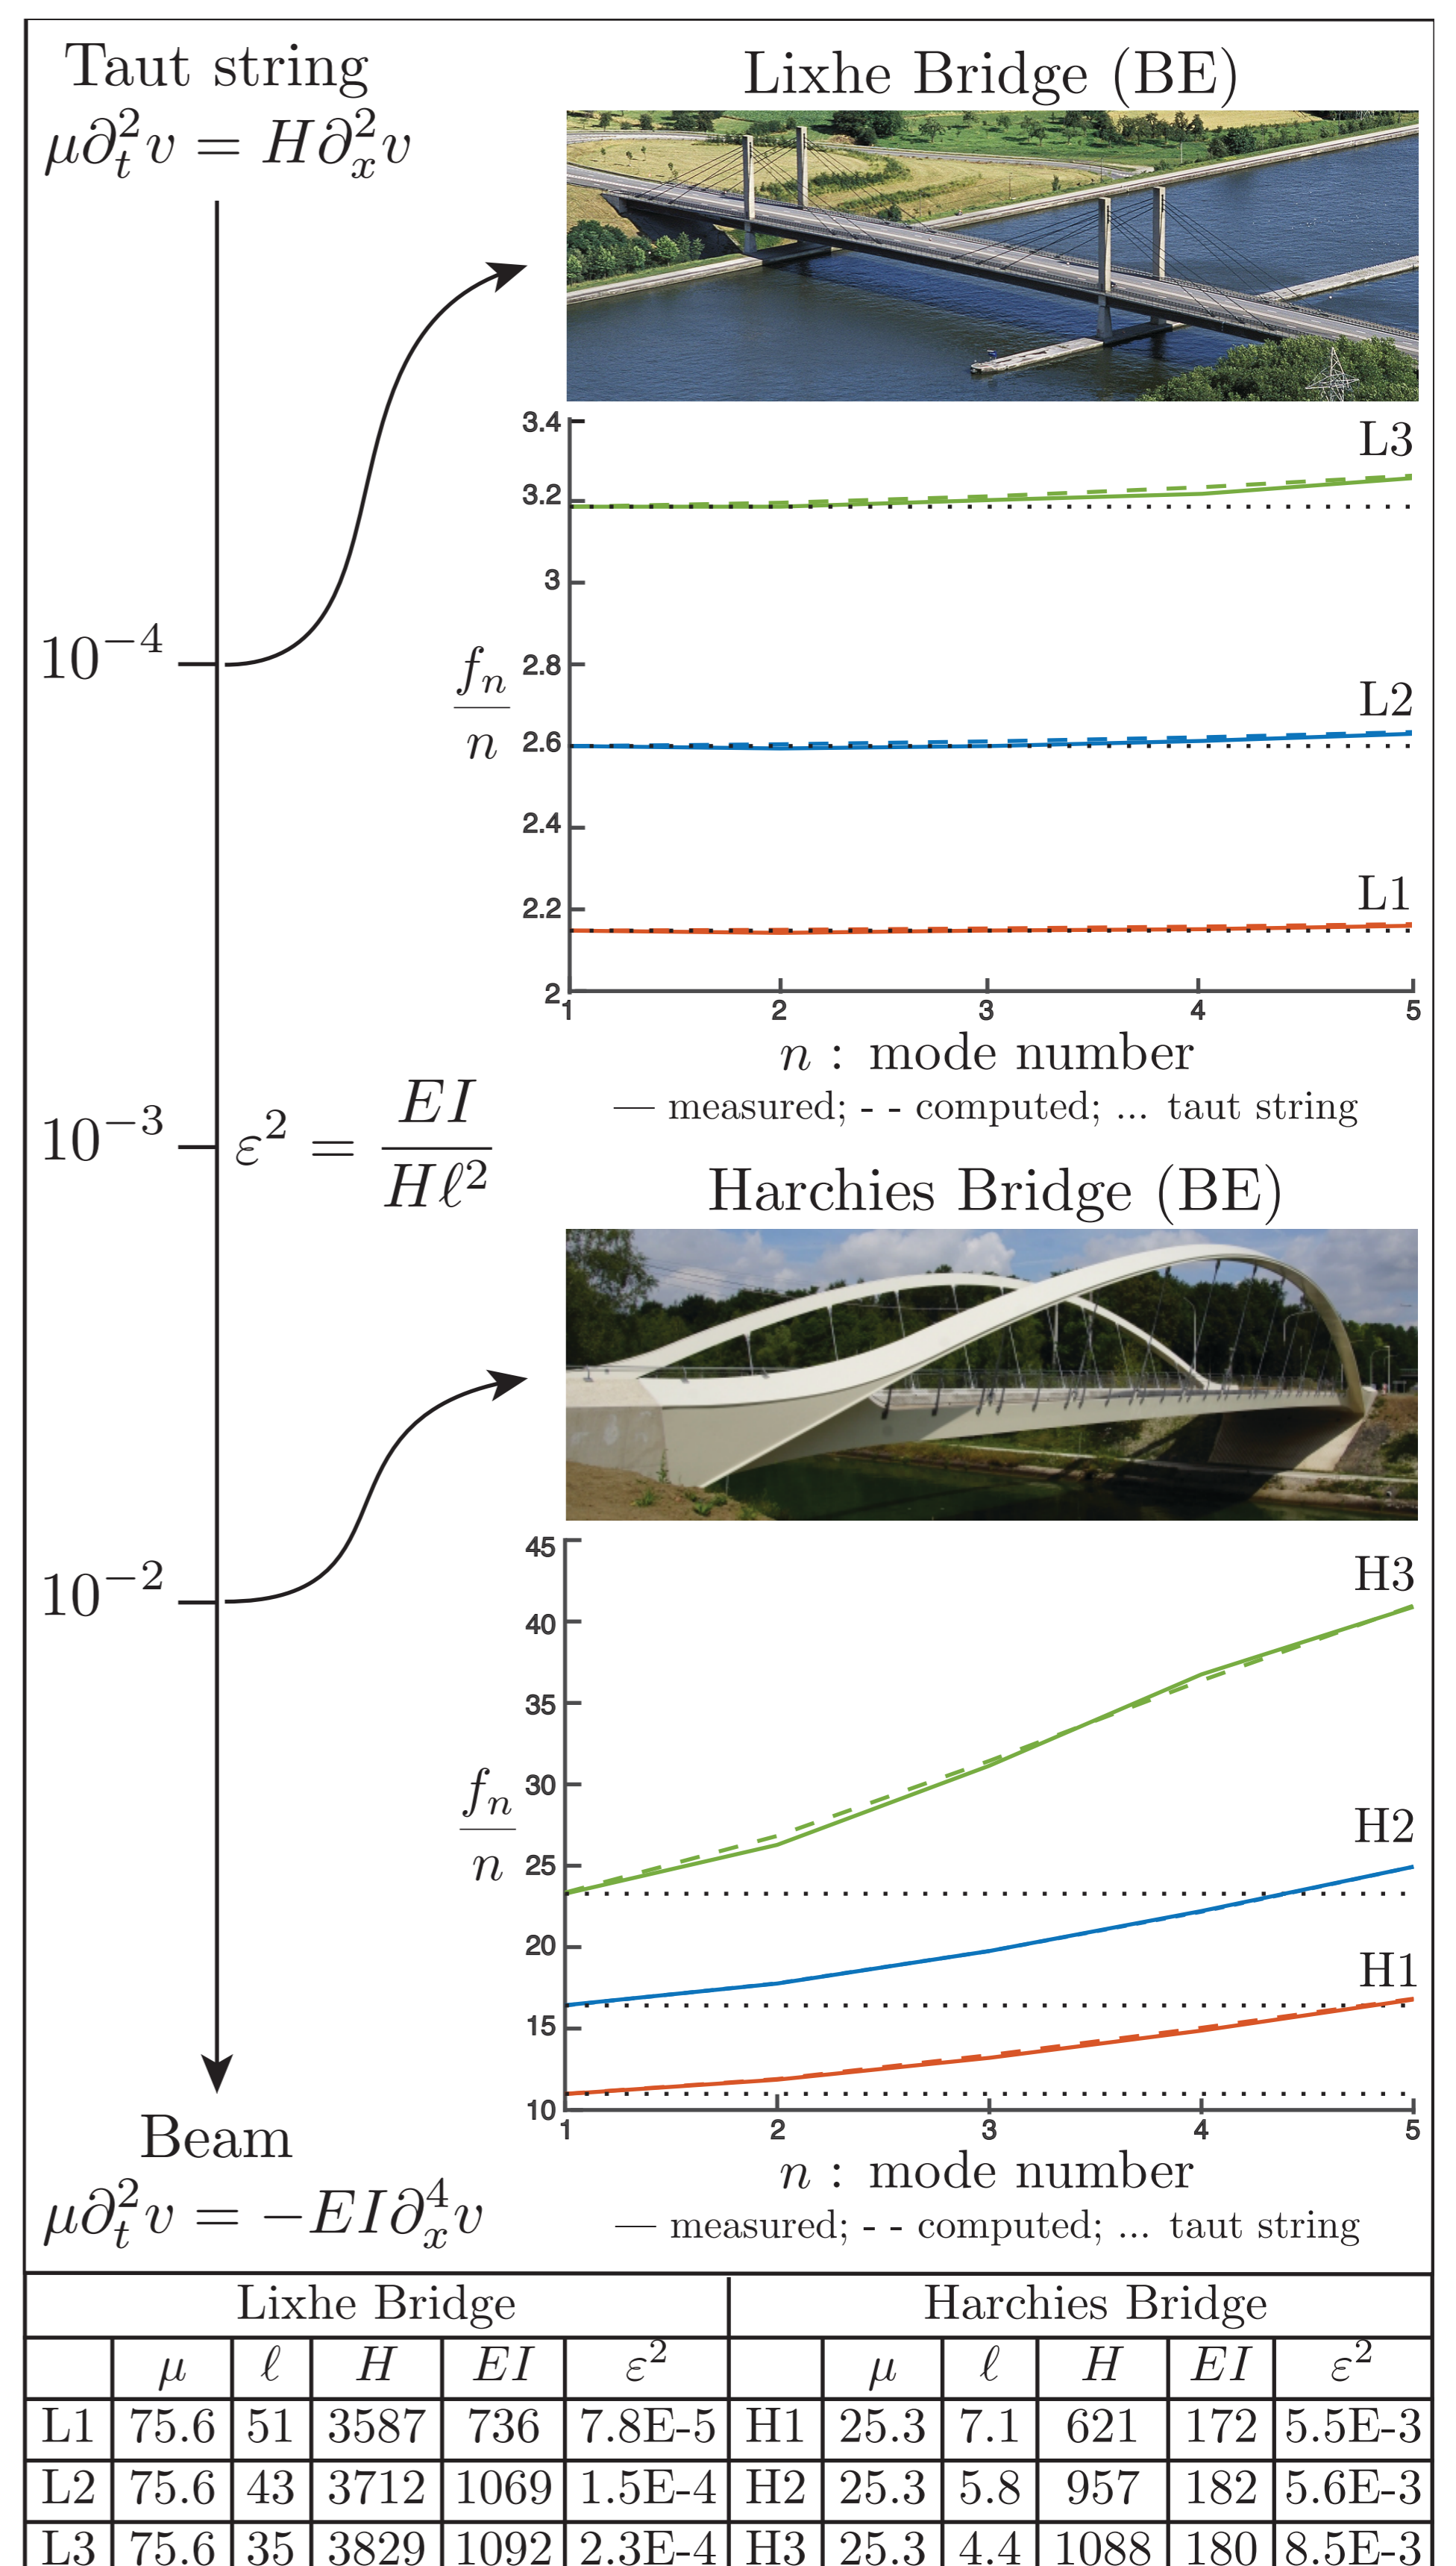 Taut string
μ∂²ₜv = H∂²ₓv
10⁻⁴
10⁻³
ε² = EI / Hℓ²
10⁻²
Beam
μ∂²ₜv = −EI∂⁴ₓv
Lixhe Bridge (BE)
3.4
3.2
3
2.8
2.6
2.4
2.2
2
fₙ / n
L3
L2
L1
1 2 3 4 5
n : mode number
— measured; - - computed; ... taut string
Harchies Bridge (BE)
45
40
35
30
25
20
15
10
fₙ / n
H3
H2
H1
1 2 3 4 5
n : mode number
— measured; - - computed; ... taut string
Lixhe Bridge Harchies Bridge
μ ℓ H EI ε² μ ℓ H EI ε²
L1 75.6 51 3587 736 7.8E-5 H1 25.3 7.1 621 172 5.5E-3
L2 75.6 43 3712 1069 1.5E-4 H2 25.3 5.8 957 182 5.6E-3
L3 75.6 35 3829 1092 2.3E-4 H3 25.3 4.4 1088 180 8.5E-3